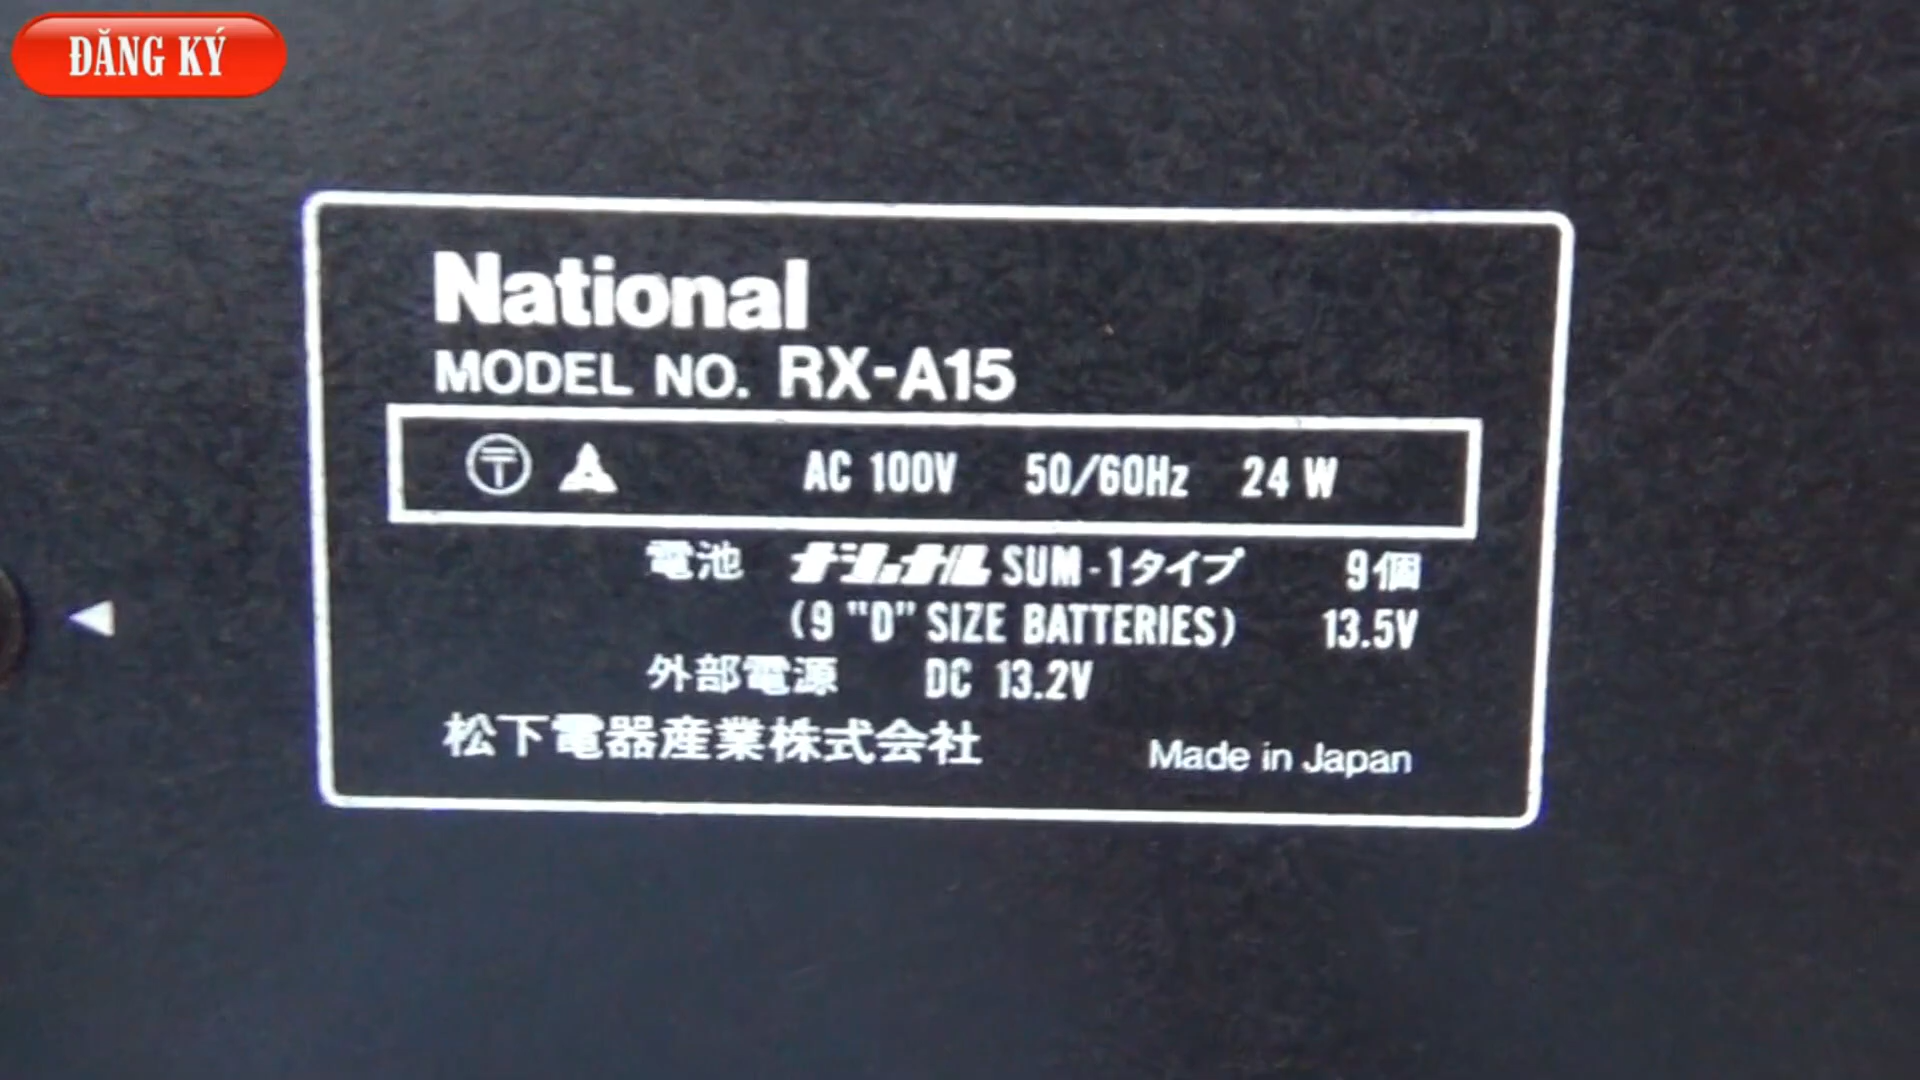 ĐĂNG KÝ
National
MODEL NO. RX-A15
〒 AC 100V 50/60Hz 24 W
電池 ナショナル SUM-1タイプ 9個
(9 "D" SIZE BATTERIES) 13.5V
外部電源 DC 13.2V
松下電器産業株式会社 Made in Japan